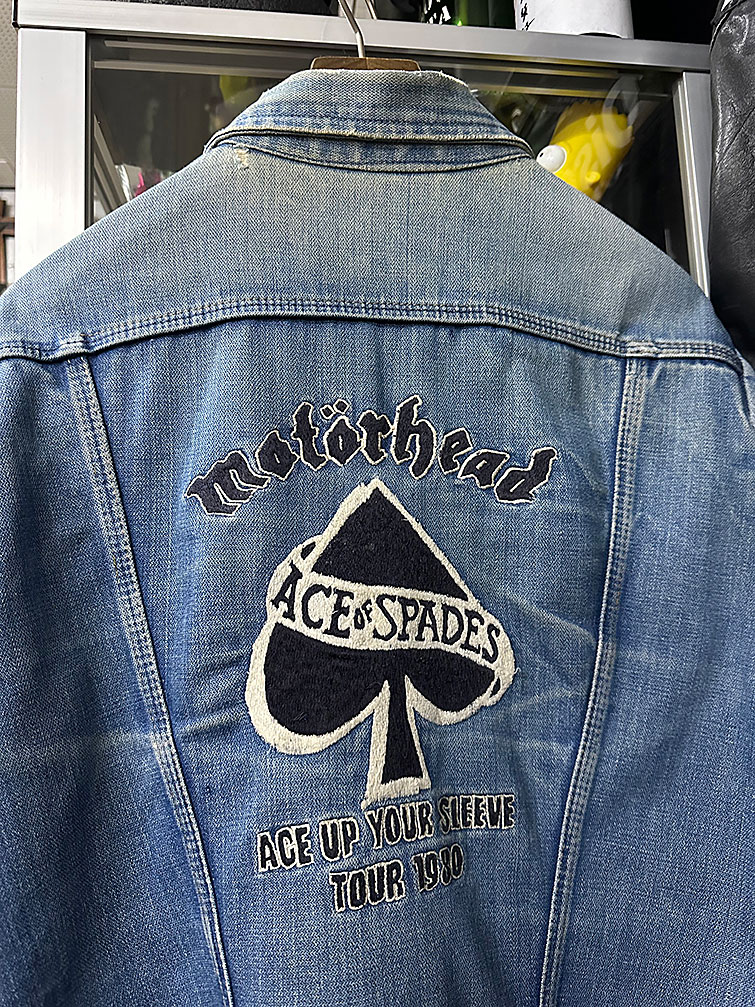 motörhead
ACE OF SPADES
ACE UP YOUR SLEEVE
TOUR 1980